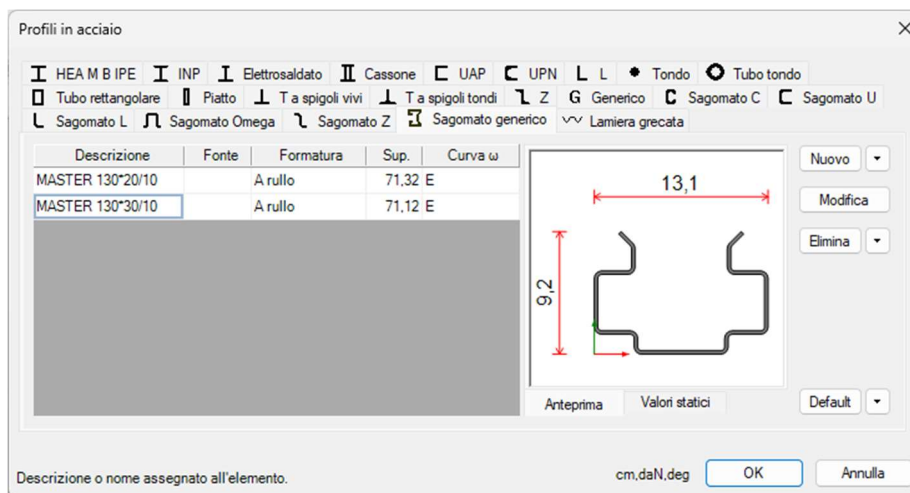 Profili in acciaio
HEA M B IPE INP Elettrosaldato Cassone UAP UPN L Tondo Tubo tondo
Tubo rettangolare Piatto T a spigoli vivi T a spigoli tondi Z G Generico Sagomato C Sagomato U
Sagomato L Sagomato Omega Sagomato Z Sagomato generico Lamiera grecata
Descrizione Fonte Formatura Sup. Curva ω
MASTER 130*20/10 A rullo 71,32 E
MASTER 130*30/10 A rullo 71,12 E
13,1
9,2
Anteprima Valori statici
Nuovo
Modifica
Elimina
Default
Descrizione o nome assegnato all'elemento.
cm,daN,deg OK Annulla